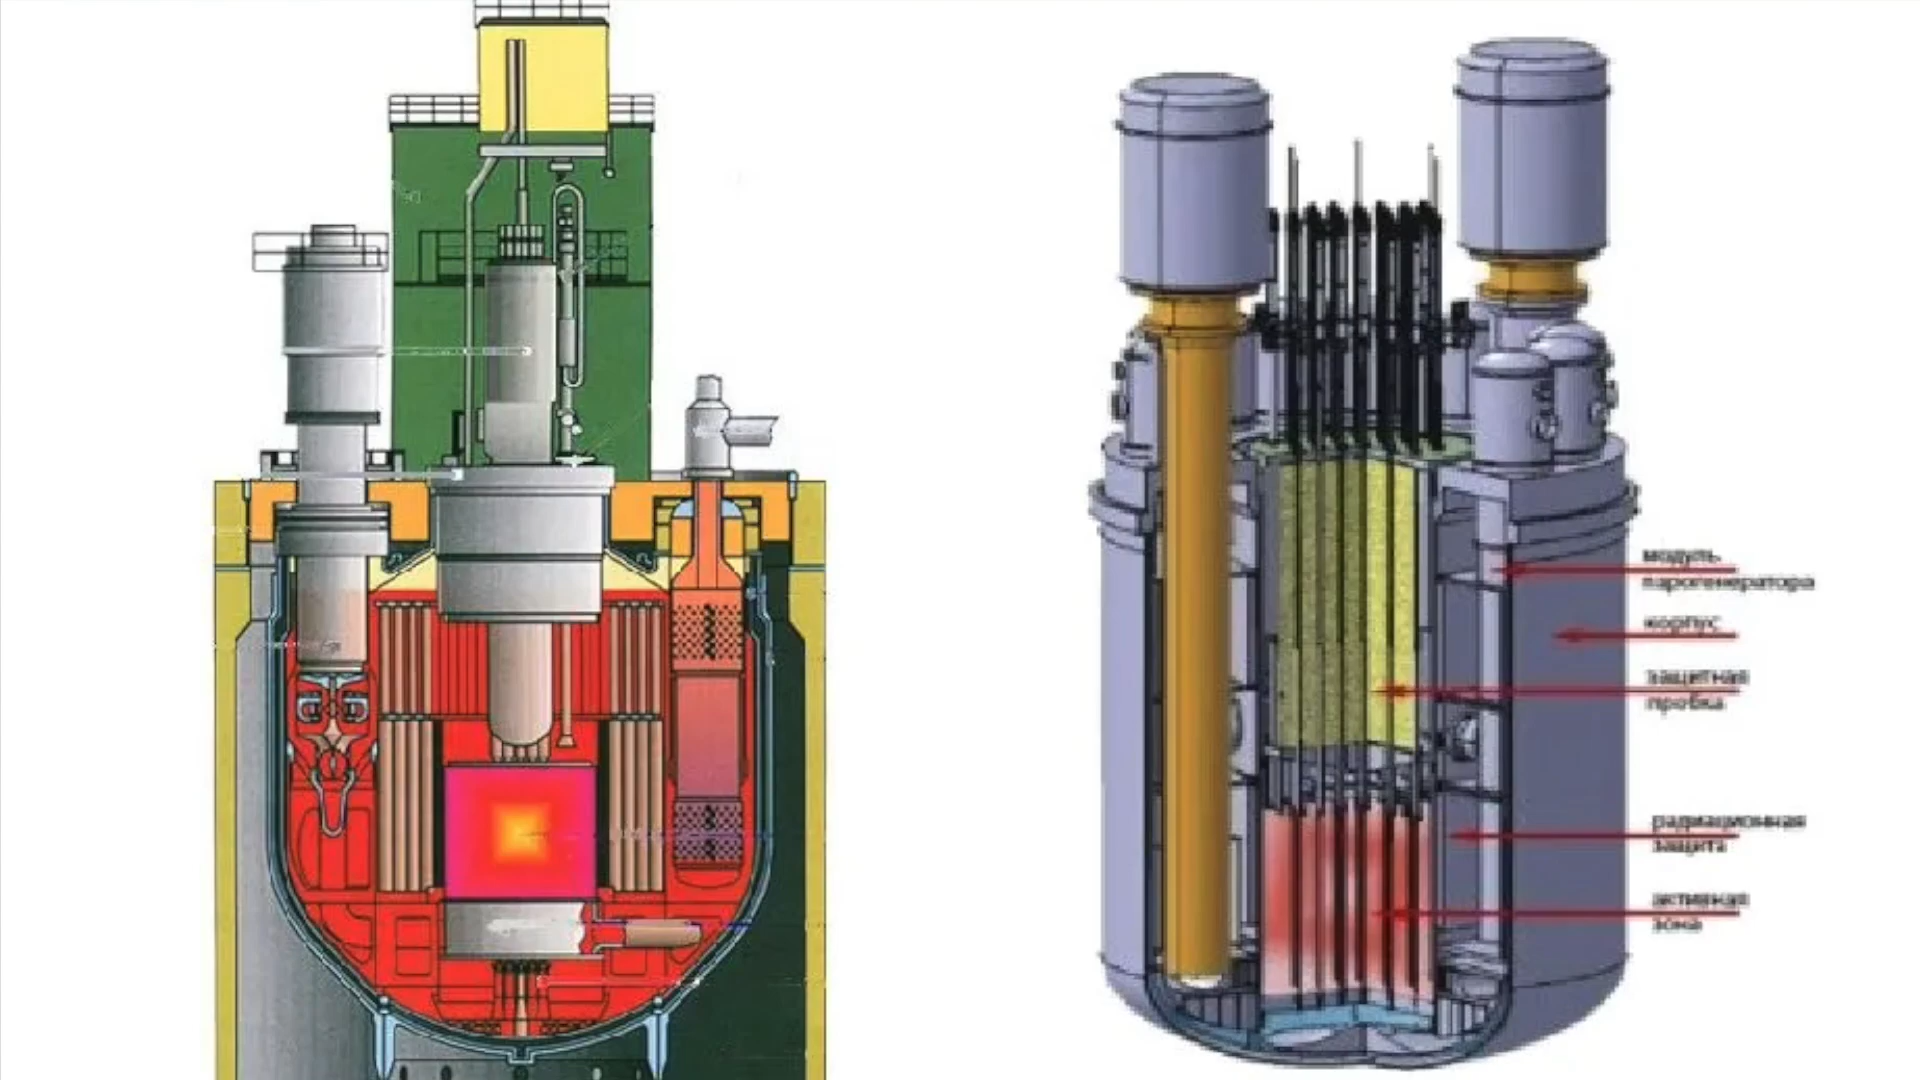 модуль
парогенератора
корпус
защитная
пробка
радиационная
защита
активная
зона